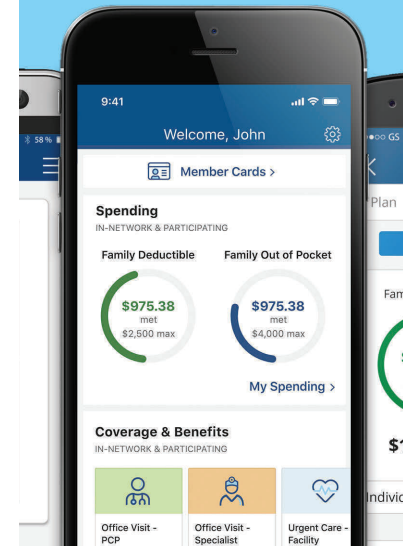 9:41
58%
GS
Welcome, John
Member Cards >
Plan
Spending
IN-NETWORK & PARTICIPATING
Family Deductible
Family Out of Pocket
$975.38
met
$2,500 max
$975.38
met
$4,000 max
My Spending >
Coverage & Benefits
IN-NETWORK & PARTICIPATING
Office Visit -
PCP
Office Visit -
Specialist
Urgent Care -
Facility